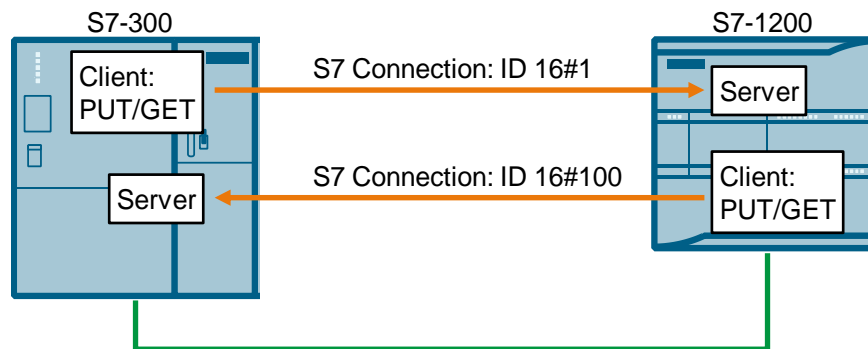 S7-300
S7-1200
Client:
PUT/GET
S7 Connection: ID 16#1
Server
S7 Connection: ID 16#100
Server
Client:
PUT/GET